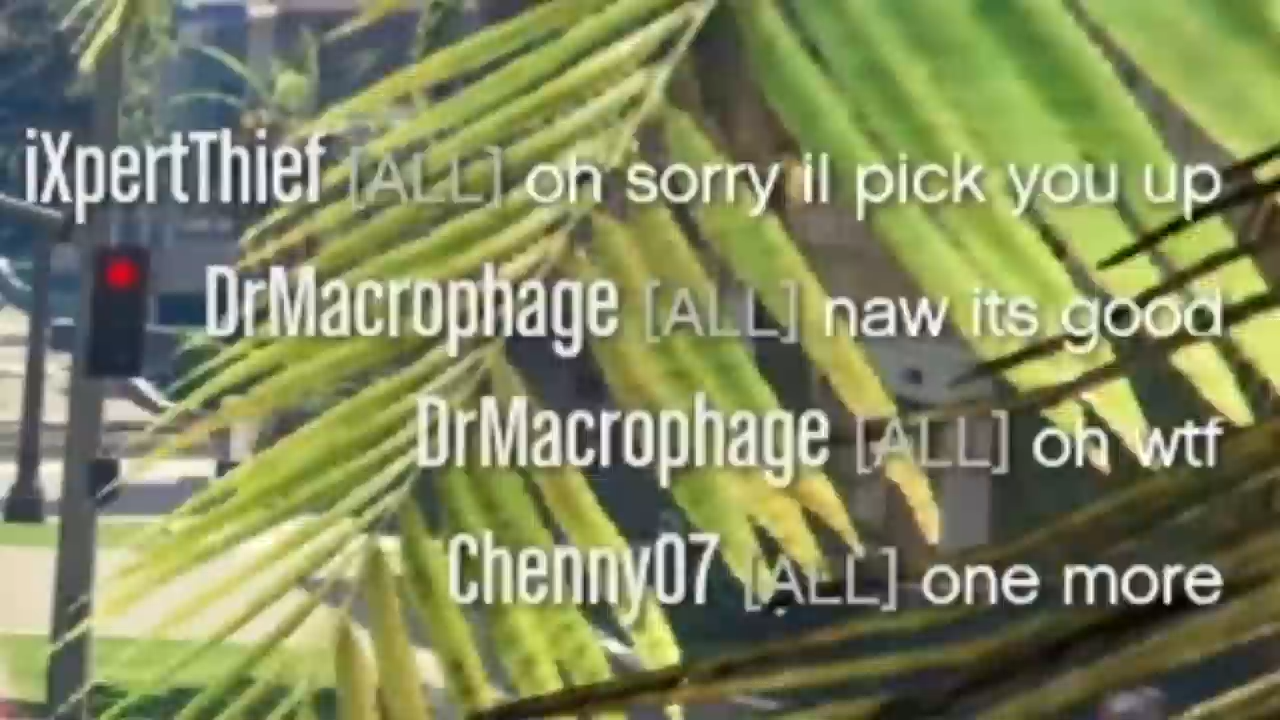 iXpertThief [ALL] oh sorry il pick you up
DrMacrophage [ALL] naw its good
DrMacrophage [ALL] oh wtf
Chenny07 [ALL] one more